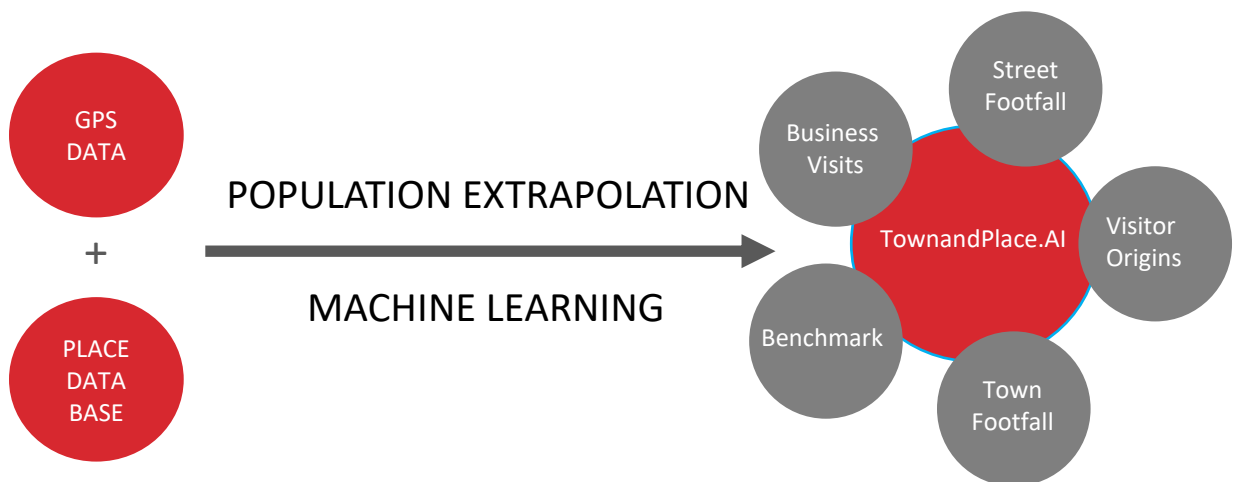 GPS
DATA
+
PLACE
DATA
BASE
POPULATION EXTRAPOLATION
MACHINE LEARNING
Street
Footfall
Business
Visits
TownandPlace.AI
Visitor
Origins
Benchmark
Town
Footfall